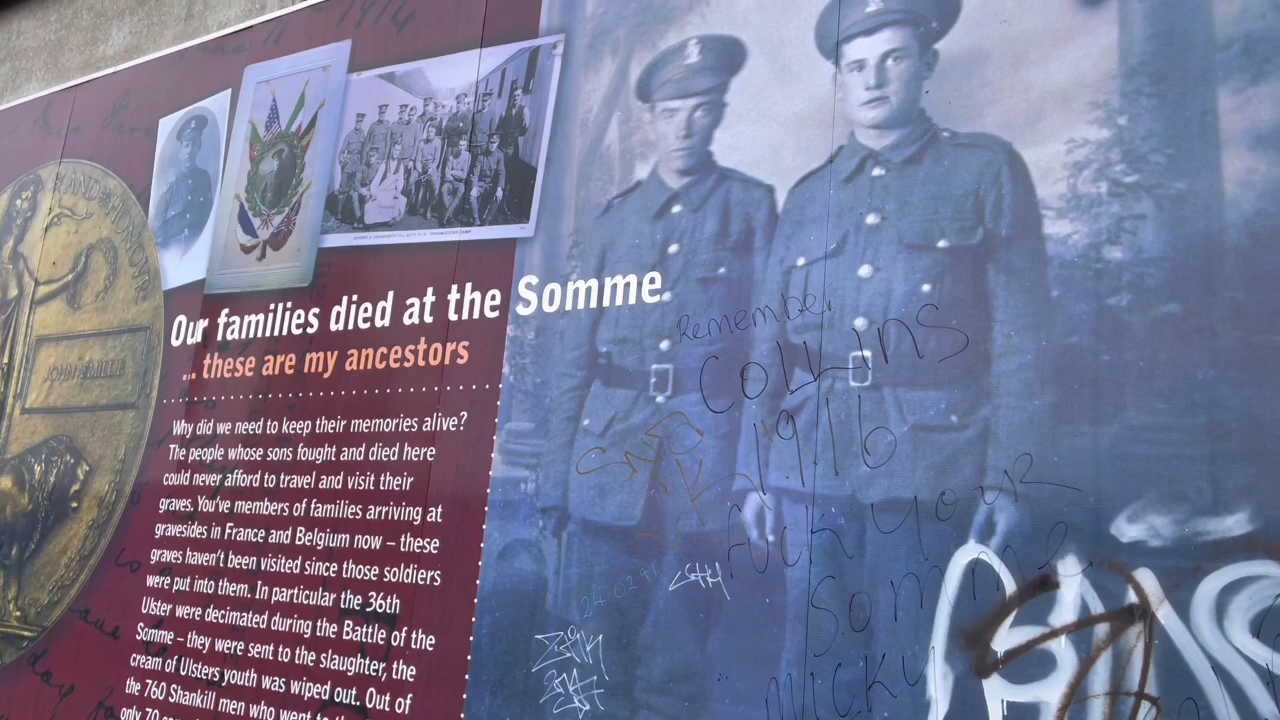 1914
AND HONOUR
JOHN SMILLIE
Our families died at the Somme
... these are my ancestors
Why did we need to keep their memories alive?
The people whose sons fought and died here
could never afford to travel and visit their
graves. You've members of families arriving at
gravesides in France and Belgium now – these
graves haven't been visited since those soldiers
were put into them. In particular the 36th
Ulster were decimated during the Battle of the
Somme – they were sent to the slaughter, the
cream of Ulsters youth was wiped out. Out of
the 760 Shankill men who went to the
only 70
Remember
COLLINS
1916
Fuck YOUR
Somme
MICKY
24.02.91